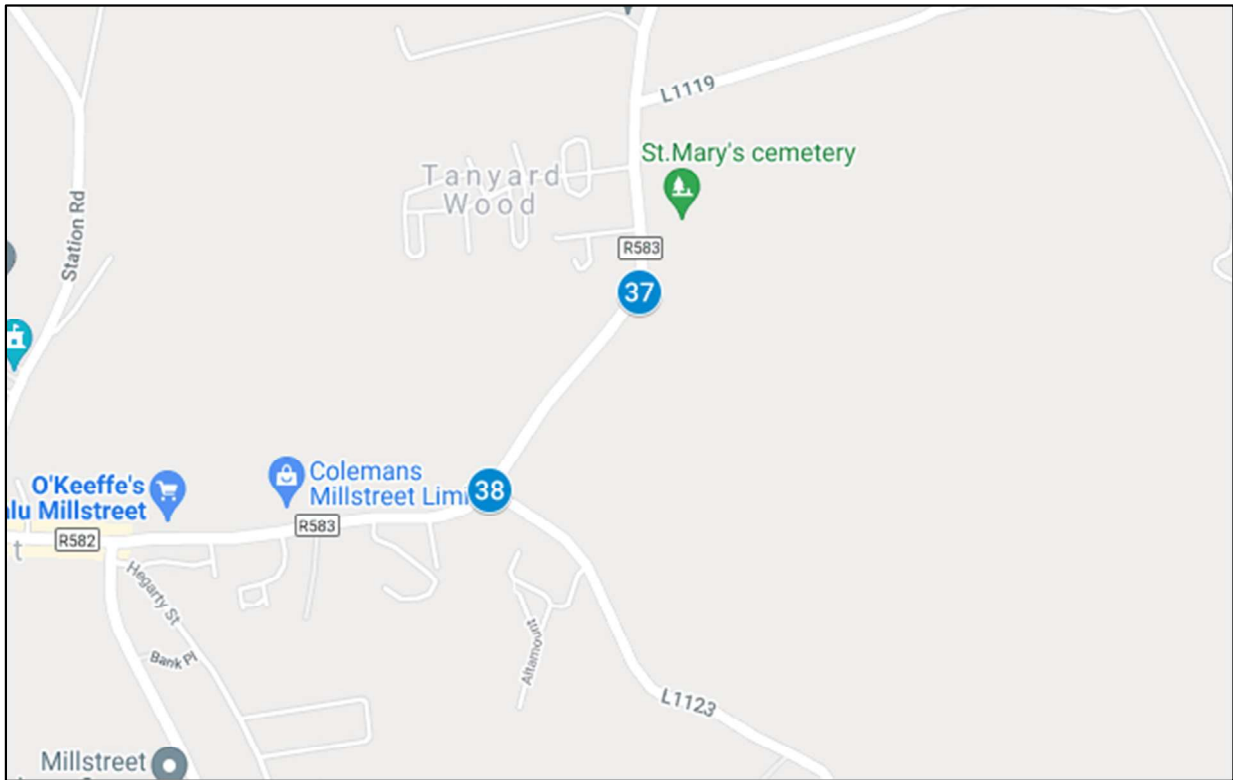 L1119
St.Mary's cemetery
Tanyard
Wood
Station Rd
R583
37
O'Keeffe's
alu Millstreet
Colemans
Millstreet Limi
38
R583
R582
t
Hegarty St
Bank Pl
Altamount
L1123
Millstreet